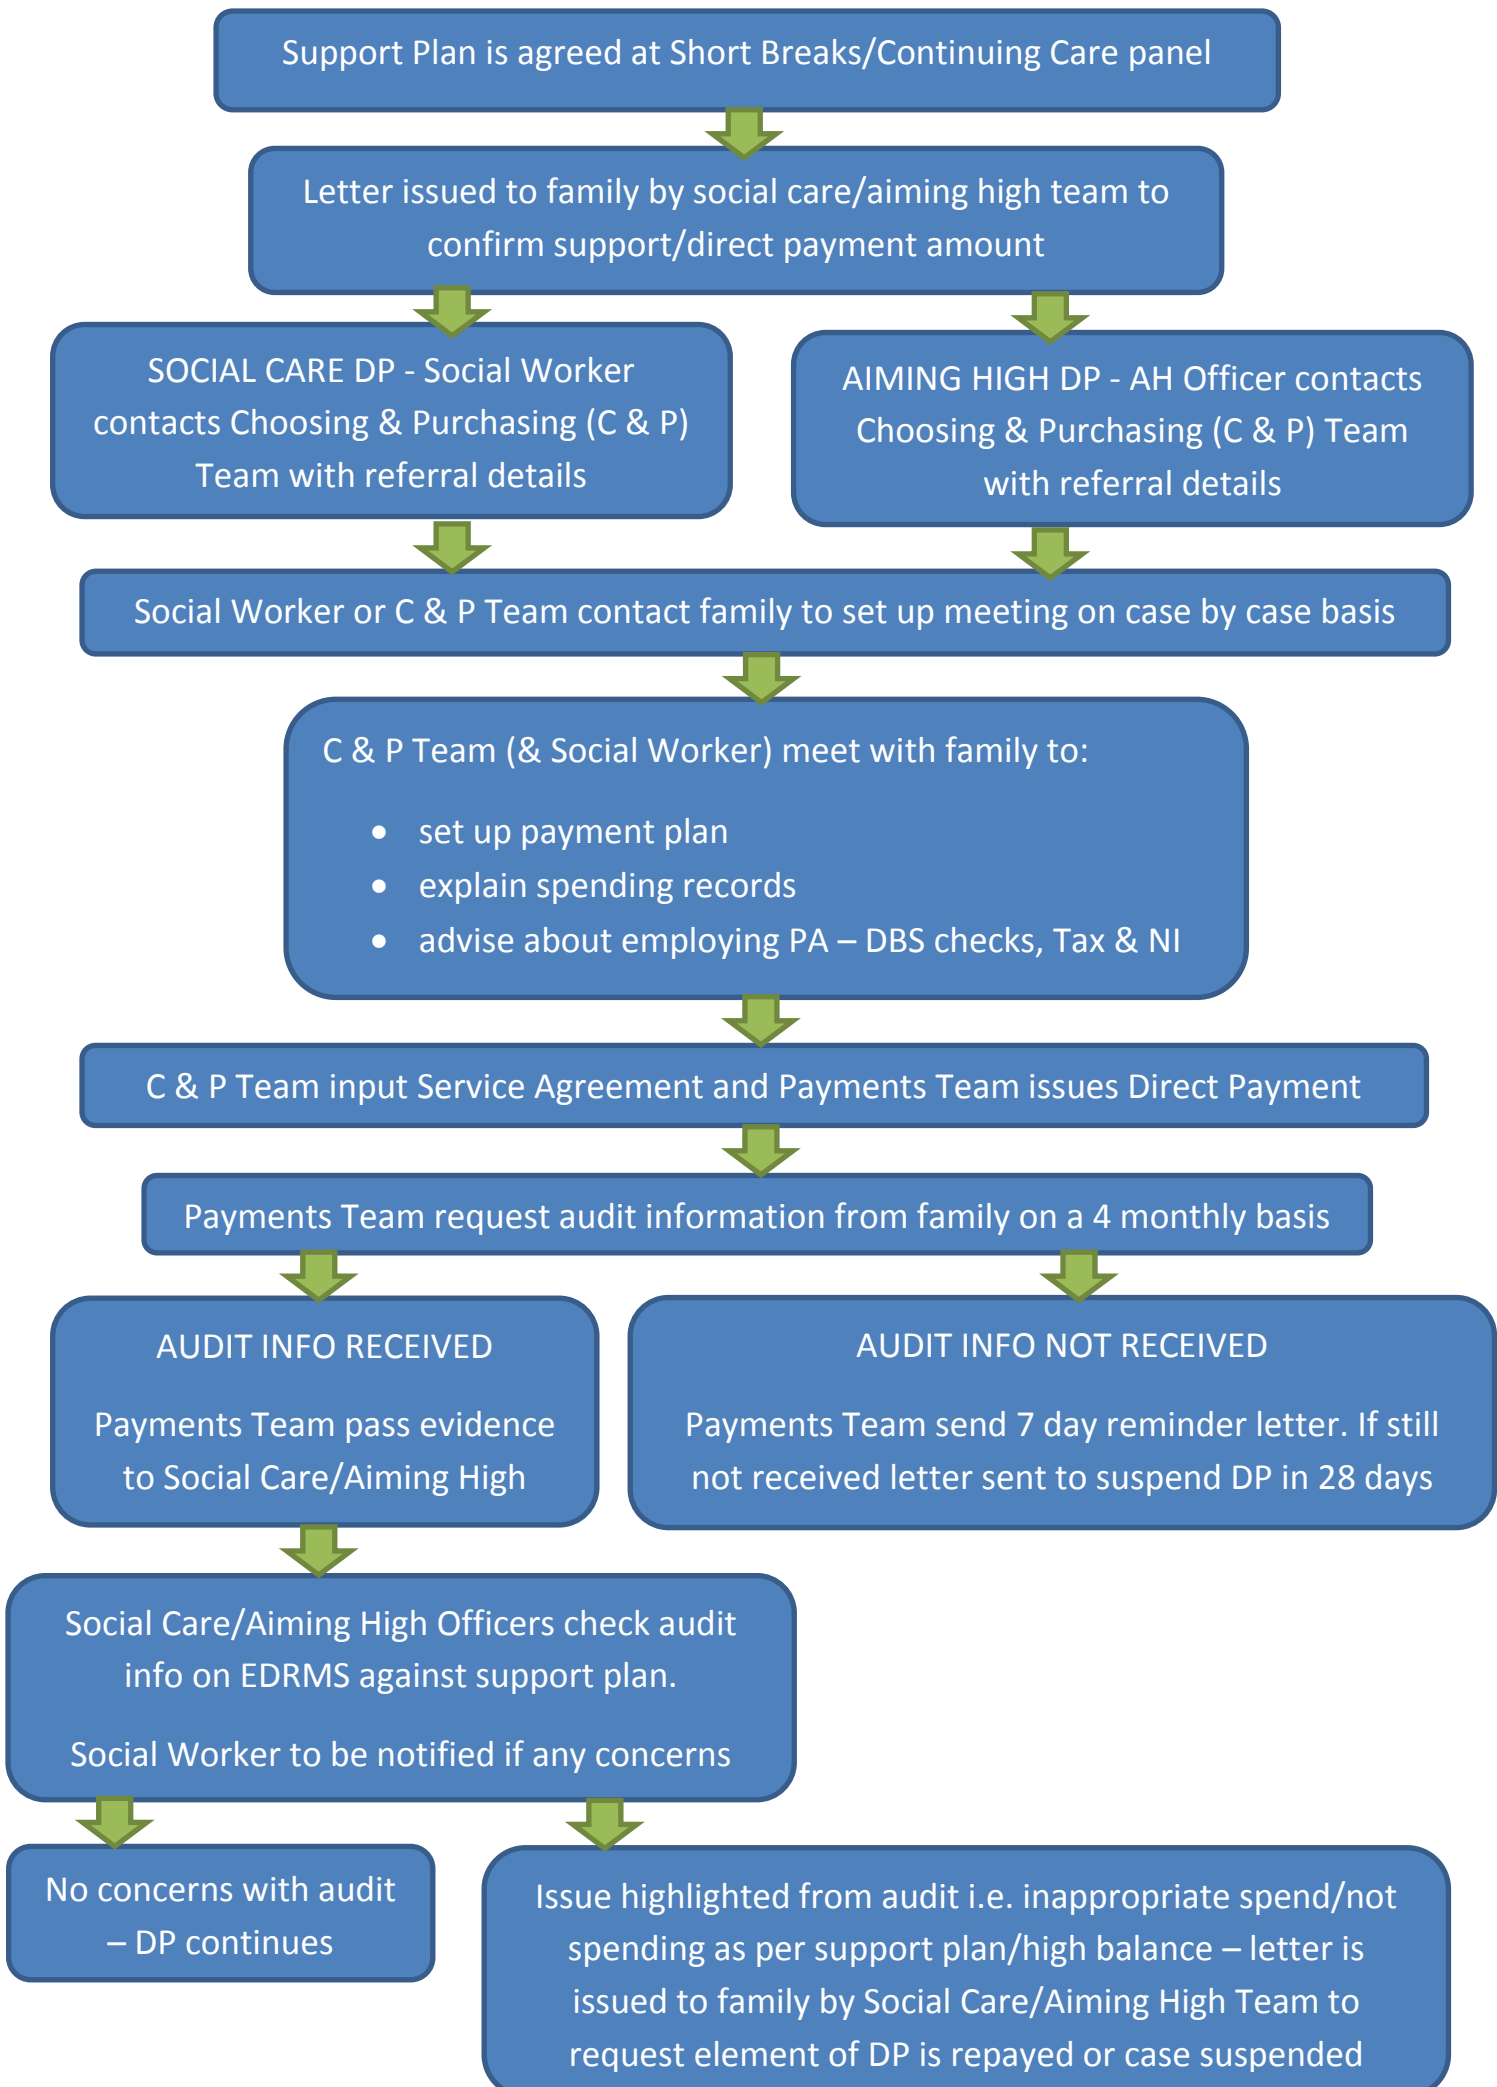 Support Plan is agreed at Short Breaks/Continuing Care panel
Letter issued to family by social care/aiming high team to
confirm support/direct payment amount
SOCIAL CARE DP - Social Worker
contacts Choosing & Purchasing (C & P)
Team with referral details
AIMING HIGH DP - AH Officer contacts
Choosing & Purchasing (C & P) Team
with referral details
Social Worker or C & P Team contact family to set up meeting on case by case basis
C & P Team (& Social Worker) meet with family to:
• set up payment plan
• explain spending records
• advise about employing PA – DBS checks, Tax & NI
C & P Team input Service Agreement and Payments Team issues Direct Payment
Payments Team request audit information from family on a 4 monthly basis
AUDIT INFO RECEIVED
Payments Team pass evidence
to Social Care/Aiming High
AUDIT INFO NOT RECEIVED
Payments Team send 7 day reminder letter. If still
not received letter sent to suspend DP in 28 days
Social Care/Aiming High Officers check audit
info on EDRMS against support plan.
Social Worker to be notified if any concerns
No concerns with audit
– DP continues
Issue highlighted from audit i.e. inappropriate spend/not
spending as per support plan/high balance – letter is
issued to family by Social Care/Aiming High Team to
request element of DP is repayed or case suspended